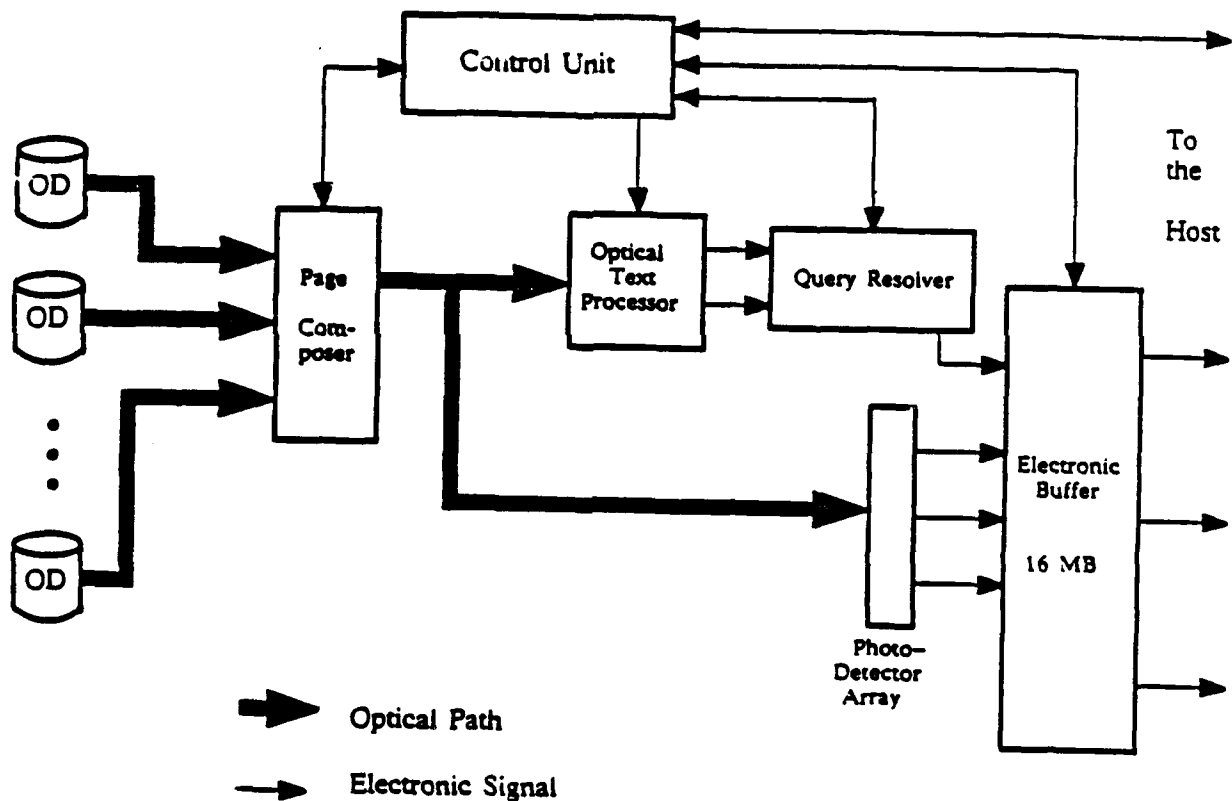 Control Unit
To
the
Host
OD
OD
OD
Page
Com-
poser
Optical
Text
Processor
Query Resolver
Electronic
Buffer
16 MB
Photo-
Detector
Array
Optical Path
Electronic Signal